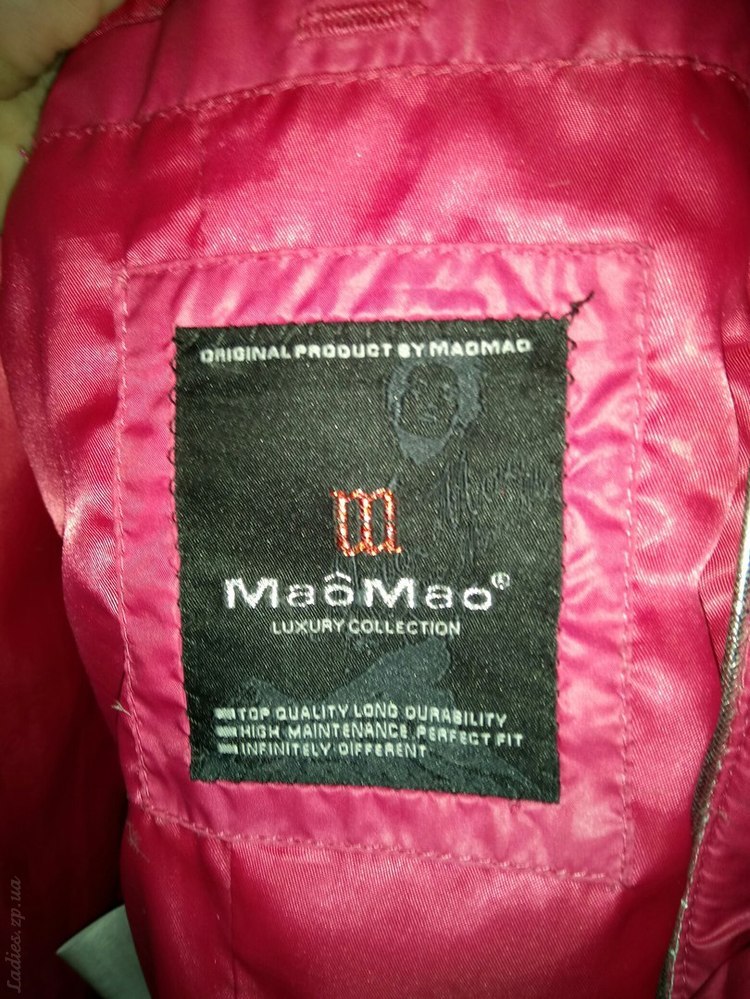 ORIGINAL PRODUCT BY MAOMAO
m
MaôMao®
LUXURY COLLECTION
TOP QUALITY LONG DURABILITY
HIGH MAINTENANCE PERFECT FIT
INFINITELY DIFFERENT
Ladies.zp.ua